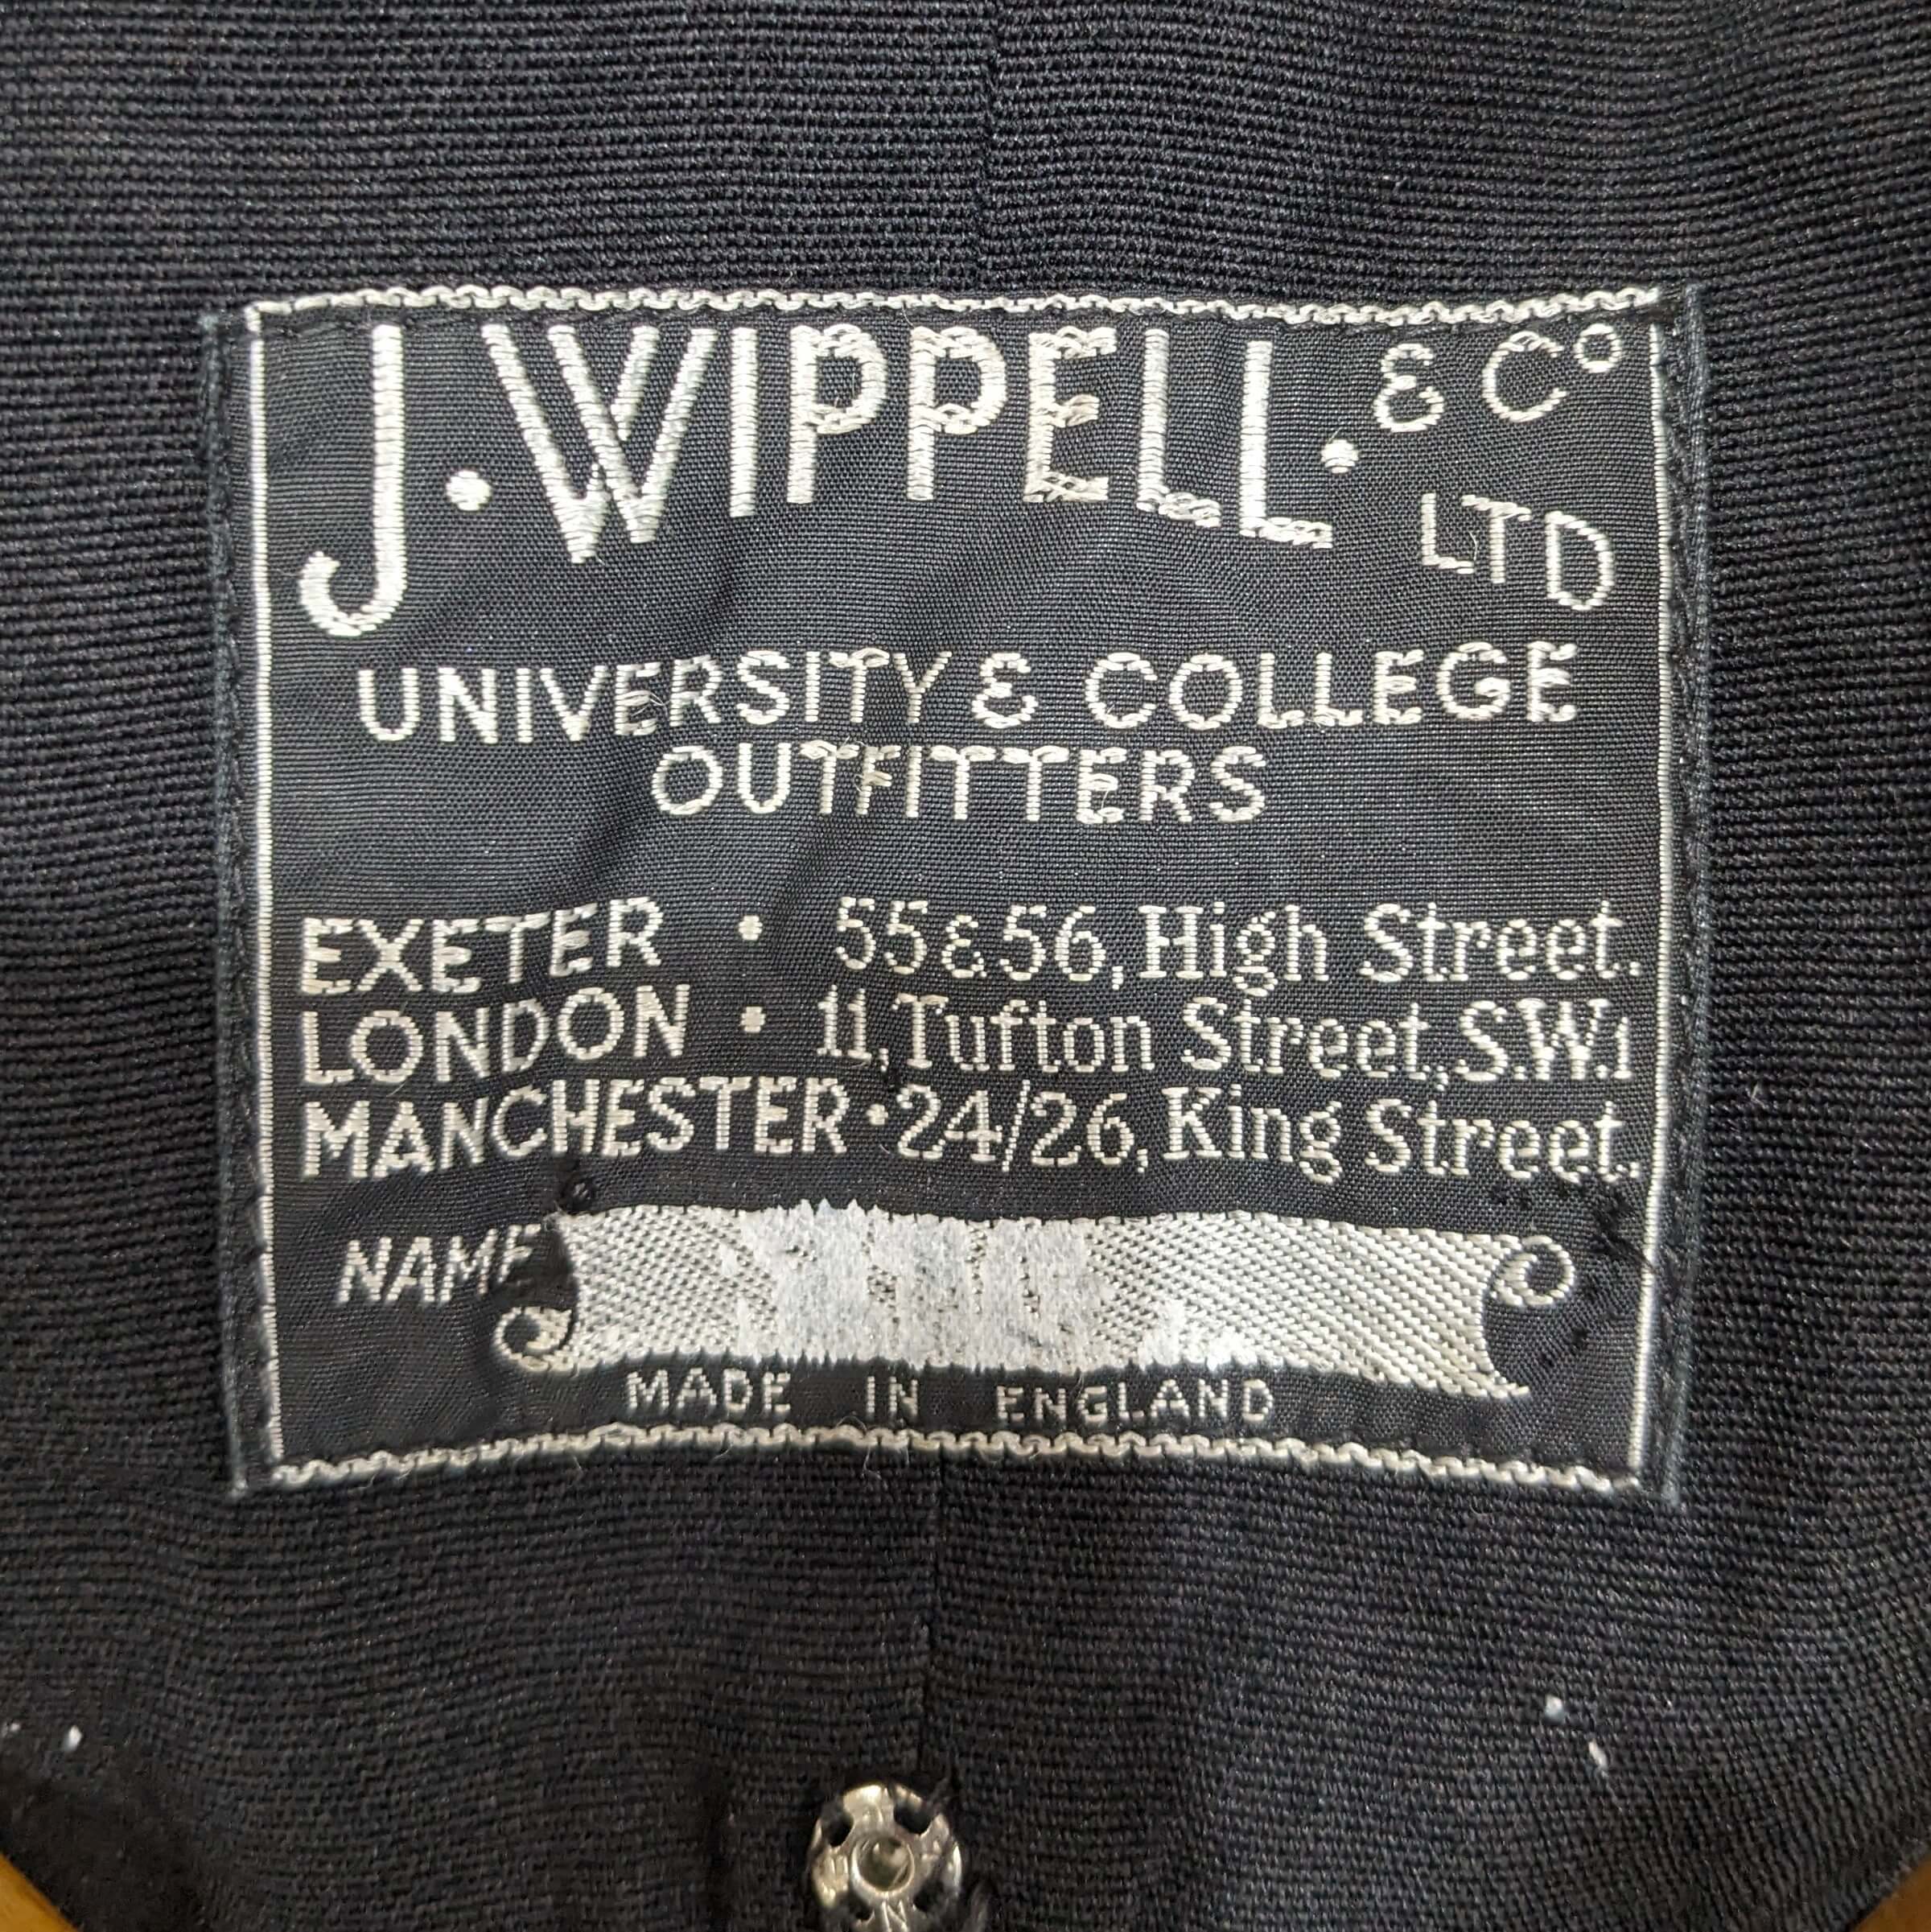 J. WIPPELL. & Cº LTD
UNIVERSITY & COLLEGE
OUTFITTERS
EXETER • 55 & 56, High Street.
LONDON • 11, Tufton Street, S.W.1
MANCHESTER • 24/26, King Street.
NAME
MADE IN ENGLAND